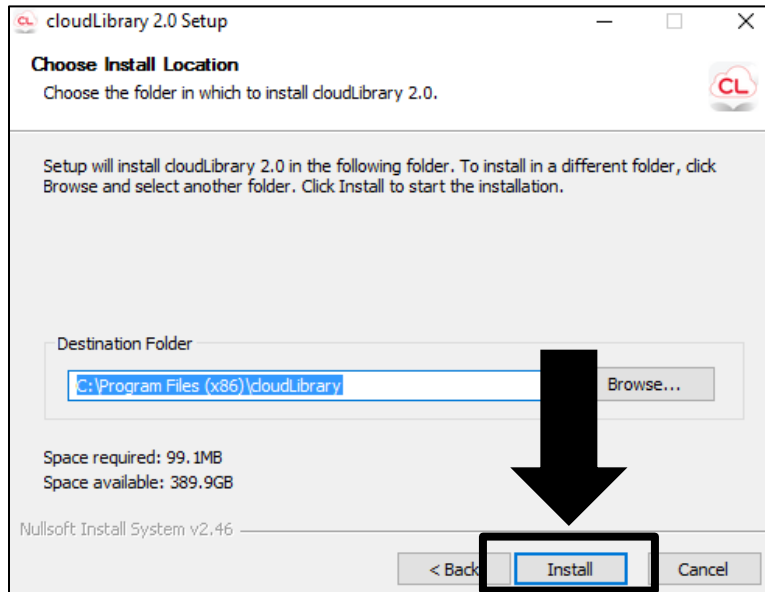 cloudLibrary 2.0 Setup
Choose Install Location
Choose the folder in which to install cloudLibrary 2.0.
CL
Setup will install cloudLibrary 2.0 in the following folder. To install in a different folder, click
Browse and select another folder. Click Install to start the installation.
Destination Folder
C:\Program Files (x86)\cloudLibrary
Browse...
Space required: 99.1MB
Space available: 389.9GB
Nullsoft Install System v2.46
< Back Install Cancel